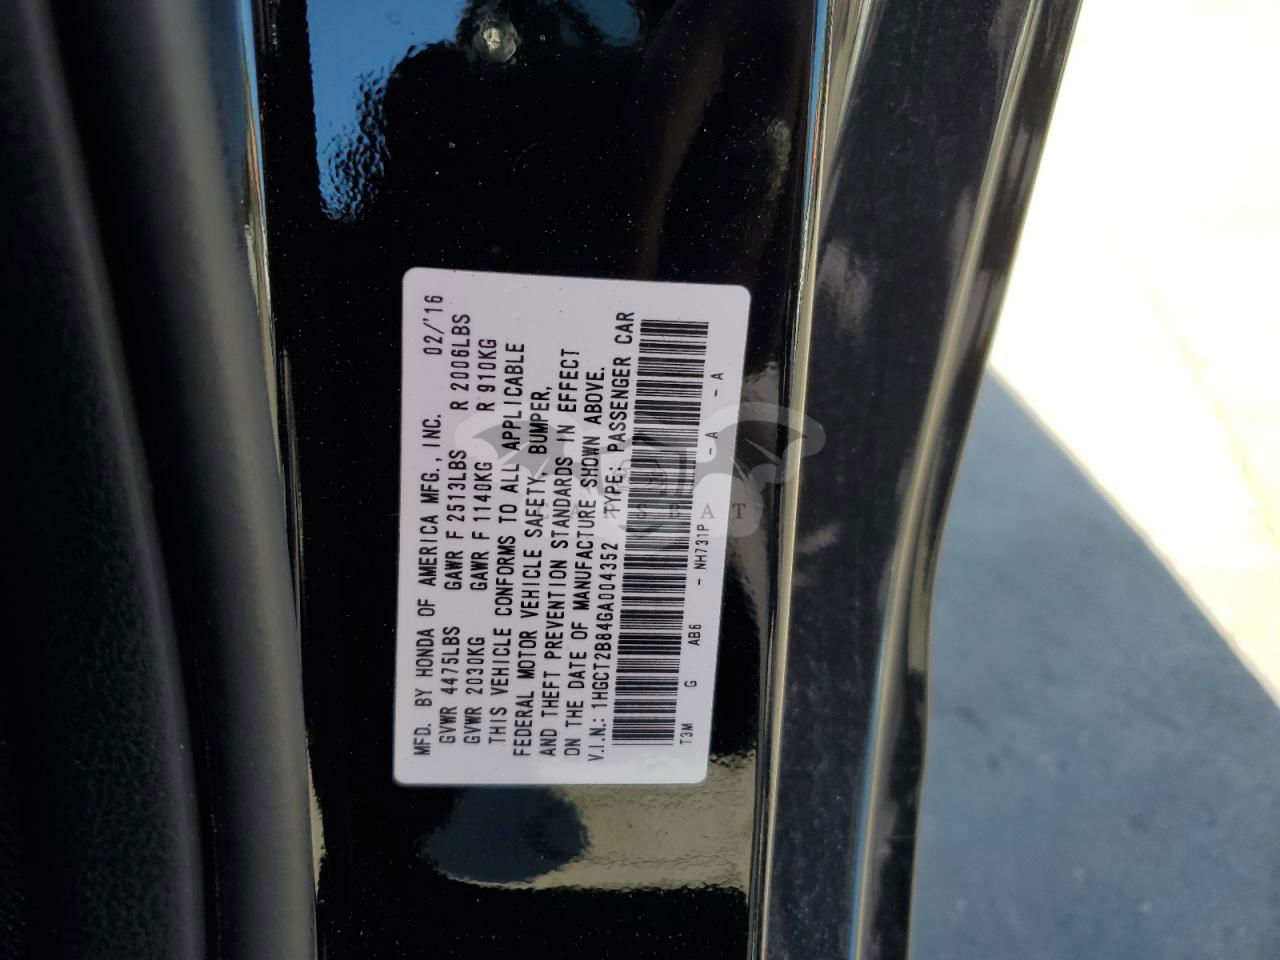 MFD. BY HONDA OF AMERICA MFG., INC. 02/'16
GVWR 4475LBS GAWR F 2513LBS R 2006LBS
GVWR 2030KG GAWR F 1140KG R 910KG
THIS VEHICLE CONFORMS TO ALL APPLICABLE
FEDERAL MOTOR VEHICLE SAFETY, BUMPER,
AND THEFT PREVENTION STANDARDS IN EFFECT
ON THE DATE OF MANUFACTURE SHOWN ABOVE.
V.I.N.: 1HGCT2B84GA004352 TYPE: PASSENGER CAR
T3M G AB6 - NH731P - A - A